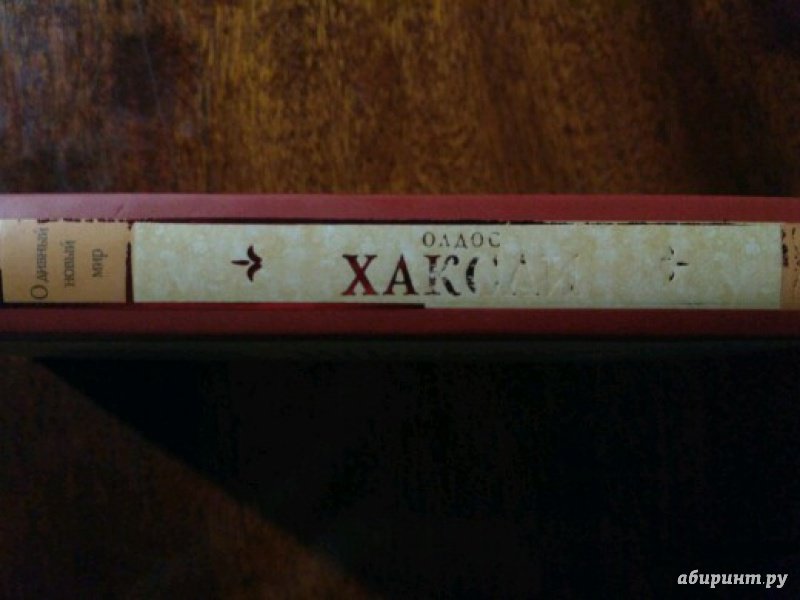 О дивный
новый
мир
ОЛДОС
ХАКСЛИ
абиринт.ру